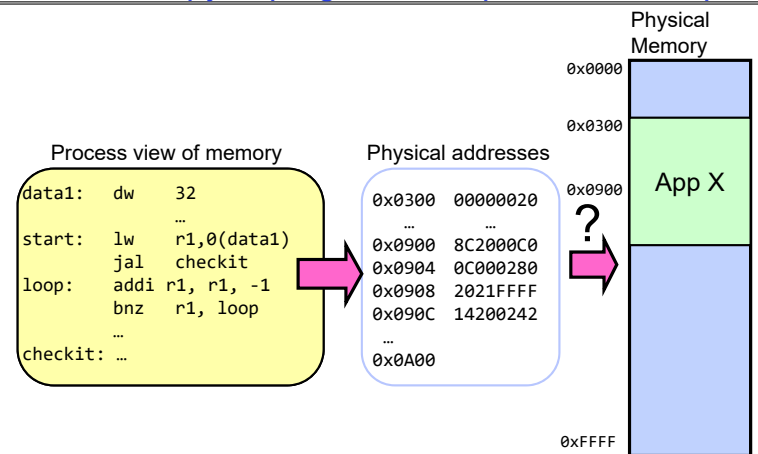 Physical
Memory
0x0000
0x0300
0x0900
App X
0xFFFF
Process view of memory
data1: dw 32
…
start: lw r1,0(data1)
jal checkit
loop: addi r1, r1, -1
bnz r1, loop
…
checkit: …
Physical addresses
0x0300 00000020
… …
0x0900 8C2000C0
0x0904 0C000280
0x0908 2021FFFF
0x090C 14200242
…
0x0A00
?